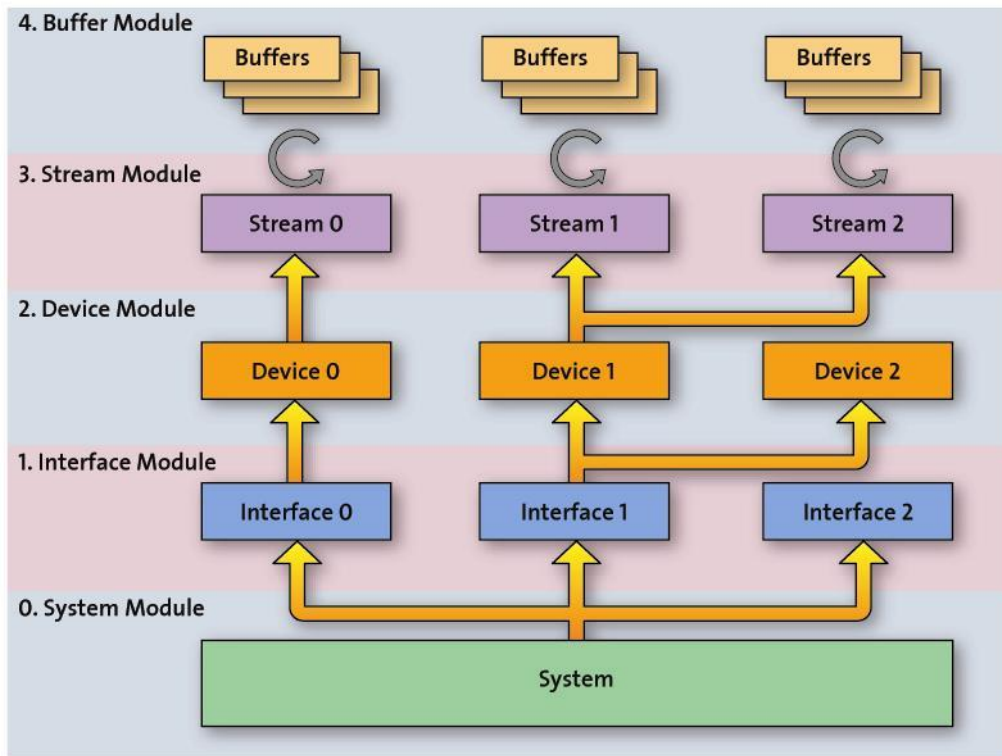 4. Buffer Module
Buffers
Buffers
Buffers
3. Stream Module
Stream 0
Stream 1
Stream 2
2. Device Module
Device 0
Device 1
Device 2
1. Interface Module
Interface 0
Interface 1
Interface 2
0. System Module
System